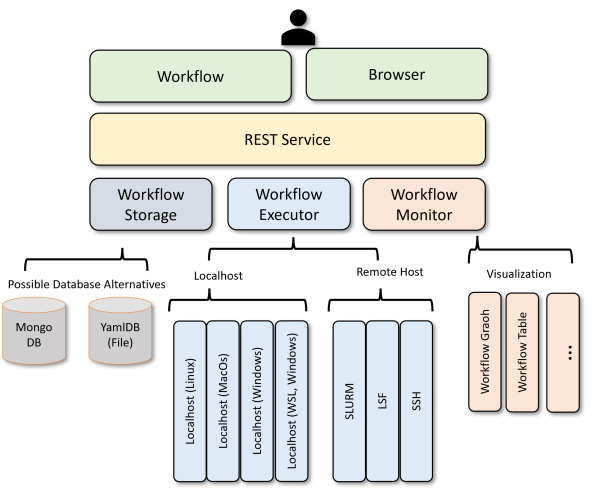 Workflow
Browser
REST Service
Workflow
Storage
Workflow
Executor
Workflow
Monitor
Possible Database Alternatives
Localhost
Remote Host
Visualization
Mongo
DB
YamlDB
(File)
Localhost (Linux)
Localhost (MacOs)
Localhost (Windows)
Localhost (WSL, Windows)
SLURM
LSF
SSH
Workflow Graoh
Workflow Table
...